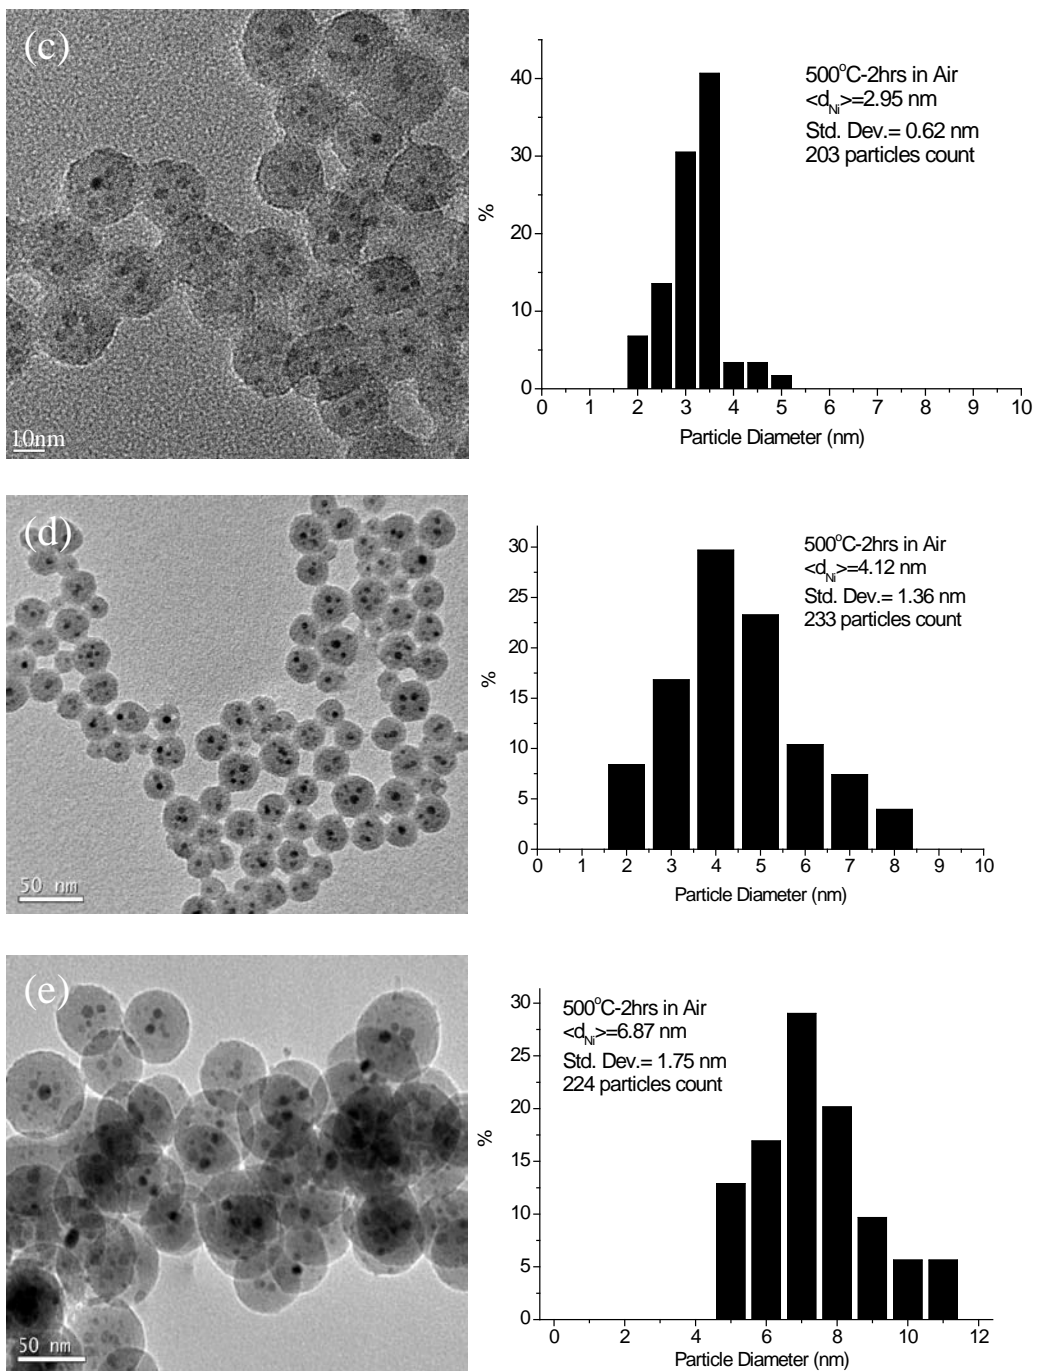 (c)
10nm
500°C-2hrs in Air
<d_Ni>=2.95 nm
Std. Dev.= 0.62 nm
203 particles count
40
30
20
10
0
%
0 1 2 3 4 5 6 7 8 9 10
Particle Diameter (nm)
(d)
50 nm
500°C-2hrs in Air
<d_Ni>=4.12 nm
Std. Dev.= 1.36 nm
233 particles count
30
25
20
15
10
5
0
%
0 1 2 3 4 5 6 7 8 9 10
Particle Diameter (nm)
(e)
50 nm
500°C-2hrs in Air
<d_Ni>=6.87 nm
Std. Dev.= 1.75 nm
224 particles count
30
25
20
15
10
5
0
%
0 2 4 6 8 10 12
Particle Diameter (nm)